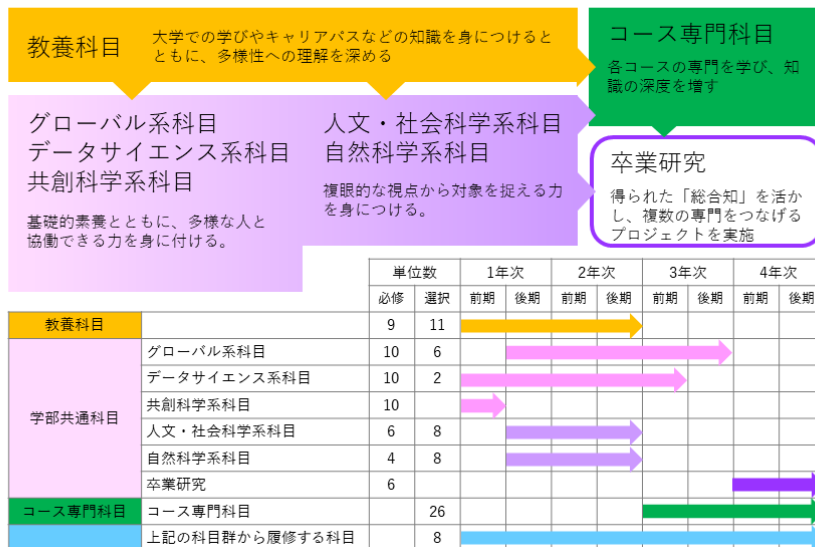 教養科目
大学での学びやキャリアパスなどの知識を身につけると
ともに、多様性への理解を深める
コース専門科目
各コースの専門を学び、知
識の深度を増す
グローバル系科目
データサイエンス系科目
共創科学系科目
基礎的素養とともに、多様な人と
協働できる力を身に付ける。
人文・社会科学系科目
自然科学系科目
複眼的な視点から対象を捉える力
を身につける。
卒業研究
得られた「総合知」を活か
し、複数の専門をつなげる
プロジェクトを実施
単位数 1年次 2年次 3年次 4年次
必修 選択 前期 後期 前期 後期 前期 後期 前期 後期
教養科目 9 11
学部共通科目
グローバル系科目 10 6
データサイエンス系科目 10 2
共創科学系科目 10
人文・社会科学系科目 6 8
自然科学系科目 4 8
卒業研究 6
コース専門科目 コース専門科目 26
上記の科目群から履修する科目 8